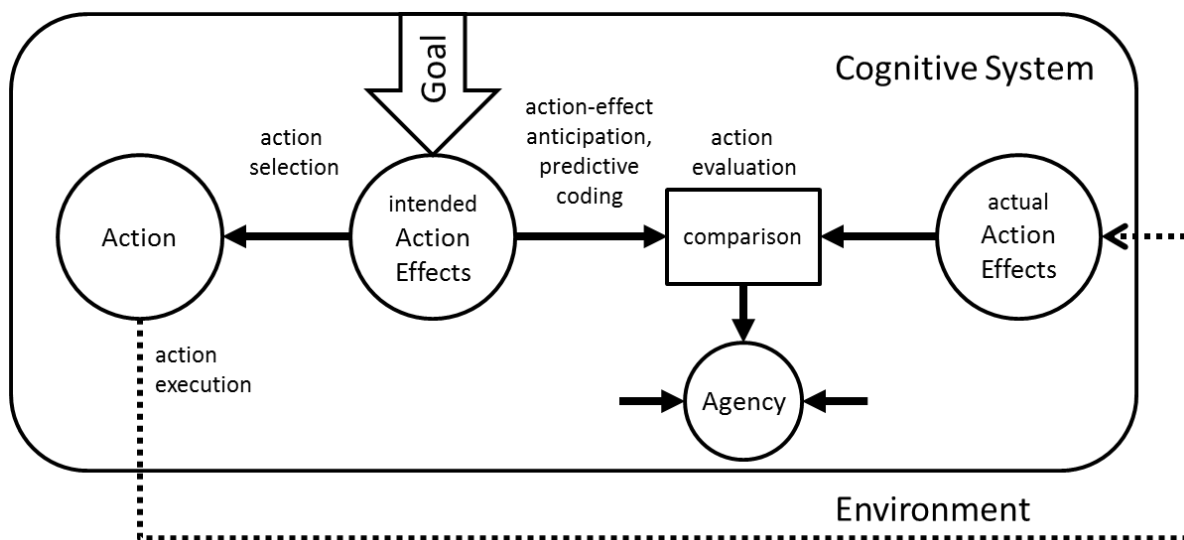 Goal
Cognitive System
action
selection
action-effect
anticipation,
predictive
coding
action
evaluation
Action
intended
Action
Effects
comparison
actual
Action
Effects
action
execution
Agency
Environment